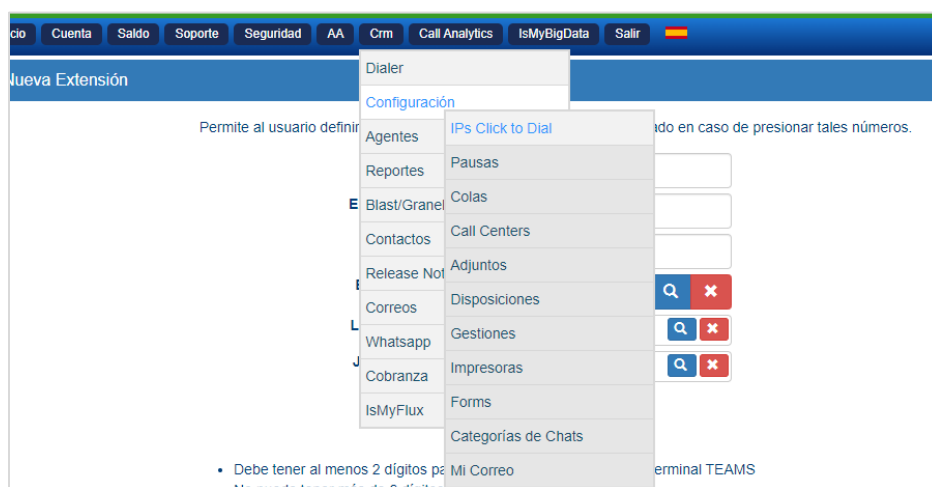 cio Cuenta Saldo Soporte Seguridad AA Crm Call Analytics IsMyBigData Salir
Nueva Extensión
Dialer
Configuración
Agentes
Reportes
Blast/Granel
Contactos
Release Not
Correos
Whatsapp
Cobranza
IsMyFlux
IPs Click to Dial
Pausas
Colas
Call Centers
Adjuntos
Disposiciones
Gestiones
Impresoras
Forms
Categorías de Chats
Mi Correo
Permite al usuario definir ado en caso de presionar tales números.
E
L
J
• Debe tener al menos 2 dígitos pa erminal TEAMS